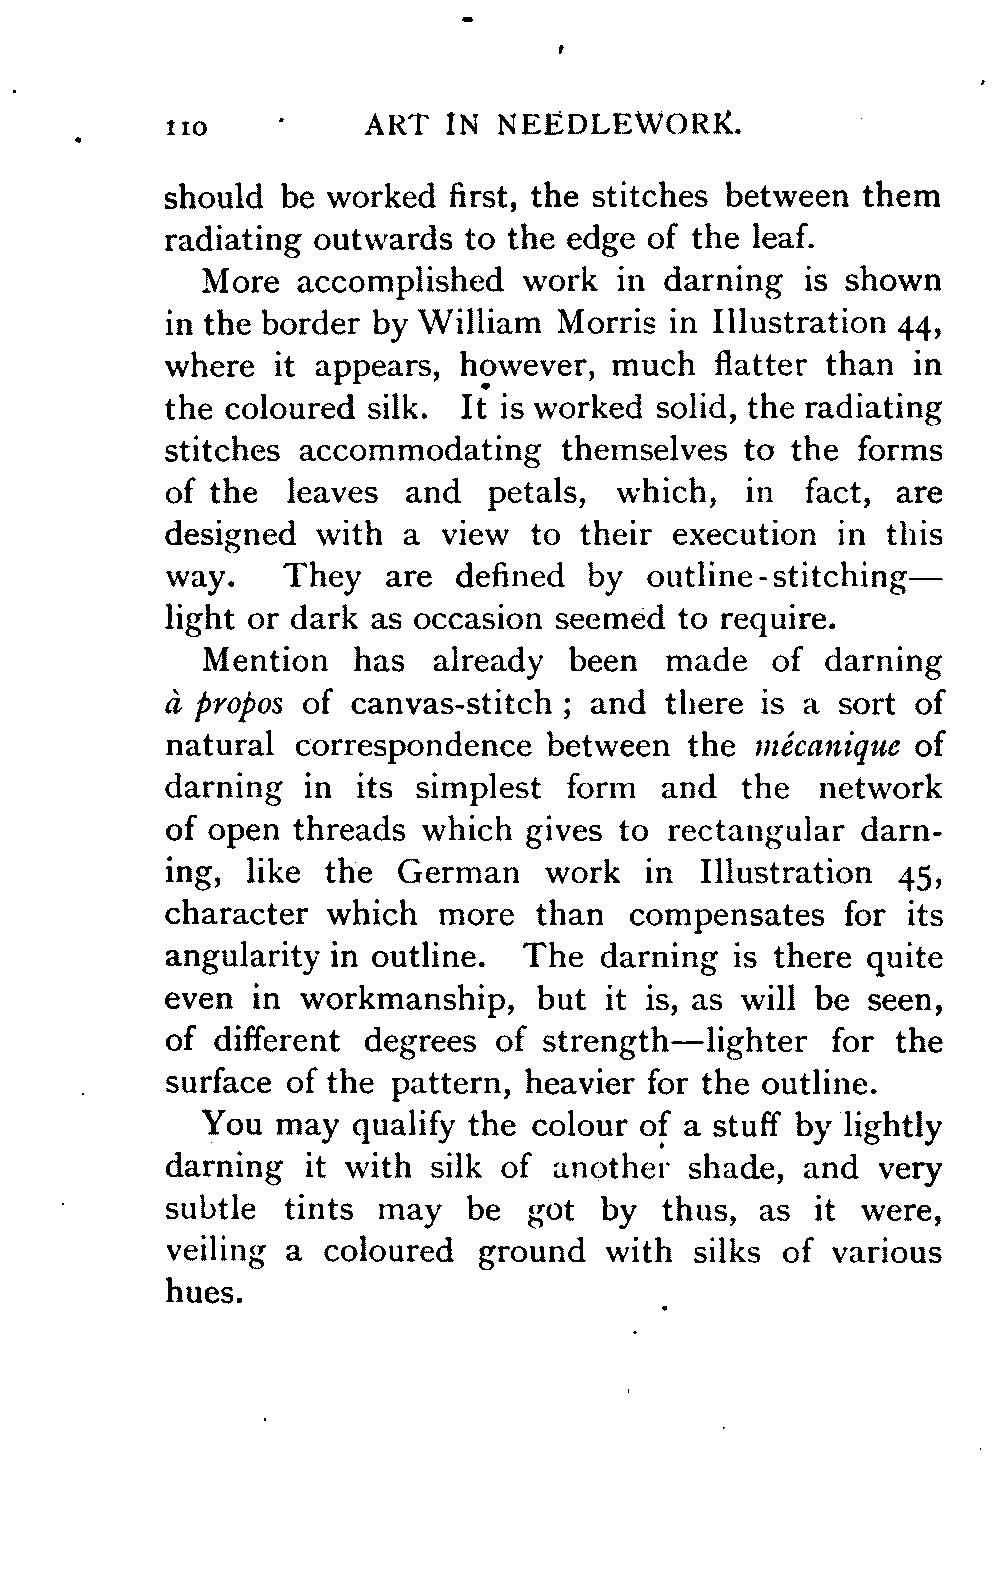 110 ART IN NEEDLEWORK.
should be worked first, the stitches between them
radiating outwards to the edge of the leaf.
More accomplished work in darning is shown
in the border by William Morris in Illustration 44,
where it appears, however, much flatter than in
the coloured silk. It is worked solid, the radiating
stitches accommodating themselves to the forms
of the leaves and petals, which, in fact, are
designed with a view to their execution in this
way. They are defined by outline-stitching—
light or dark as occasion seemed to require.
Mention has already been made of darning
à propos of canvas-stitch ; and there is a sort of
natural correspondence between the mécanique of
darning in its simplest form and the network
of open threads which gives to rectangular darn-
ing, like the German work in Illustration 45,
character which more than compensates for its
angularity in outline. The darning is there quite
even in workmanship, but it is, as will be seen,
of different degrees of strength—lighter for the
surface of the pattern, heavier for the outline.
You may qualify the colour of a stuff by lightly
darning it with silk of another shade, and very
subtle tints may be got by thus, as it were,
veiling a coloured ground with silks of various
hues.